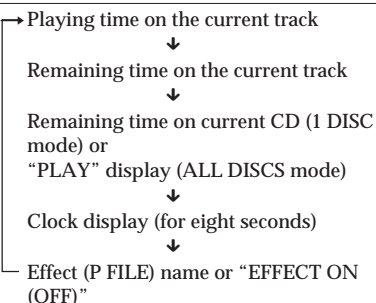 Playing time on the current track
Remaining time on the current track
Remaining time on current CD (1 DISC
mode) or
“PLAY” display (ALL DISCS mode)
Clock display (for eight seconds)
Effect (P FILE) name or “EFFECT ON
(OFF)”